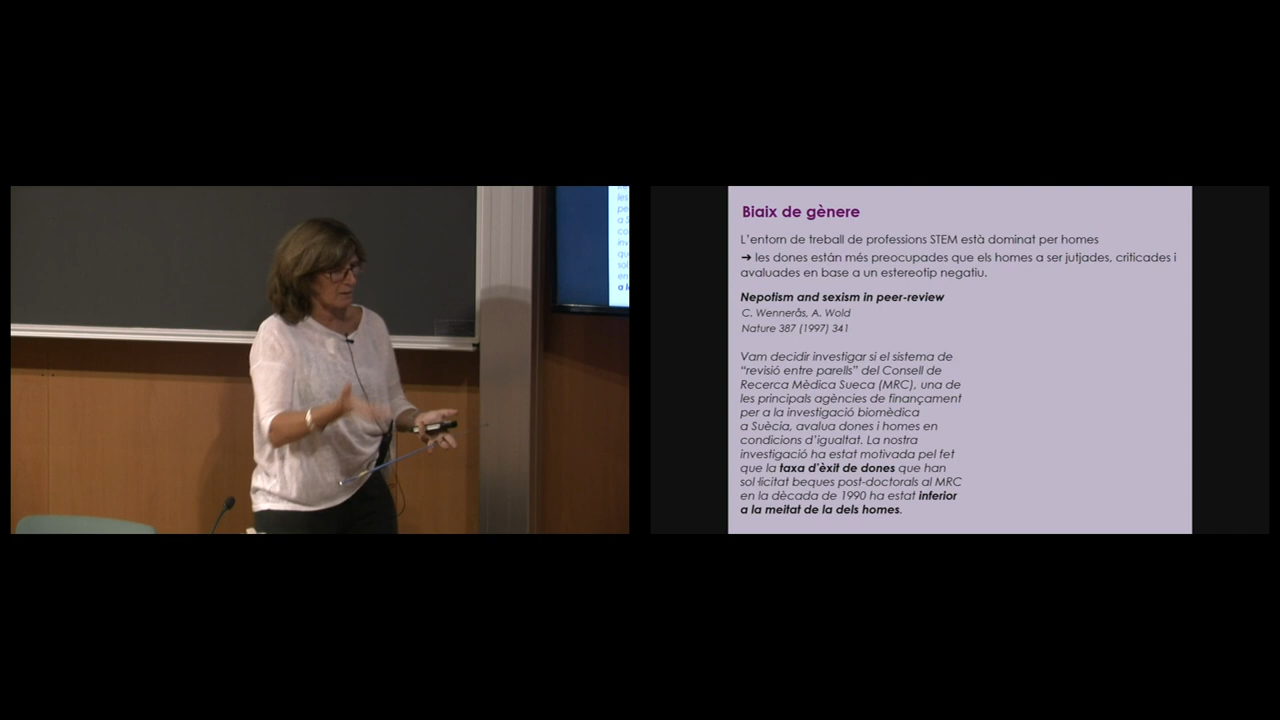 Biaix de gènere
L'entorn de treball de professions STEM està dominat per homes
➔ les dones están més preocupades que els homes a ser jutjades, criticades i
avaluades en base a un estereotip negatiu.
Nepotism and sexism in peer-review
C. Wennerås, A. Wold
Nature 387 (1997) 341
Vam decidir investigar si el sistema de
“revisió entre parells” del Consell de
Recerca Mèdica Sueca (MRC), una de
les principals agències de finançament
per a la investigació biomèdica
a Suècia, avalua dones i homes en
condicions d'igualtat. La nostra
investigació ha estat motivada pel fet
que la taxa d'èxit de dones que han
sol·licitat beques post-doctorals al MRC
en la dècada de 1990 ha estat inferior
a la meitat de la dels homes.